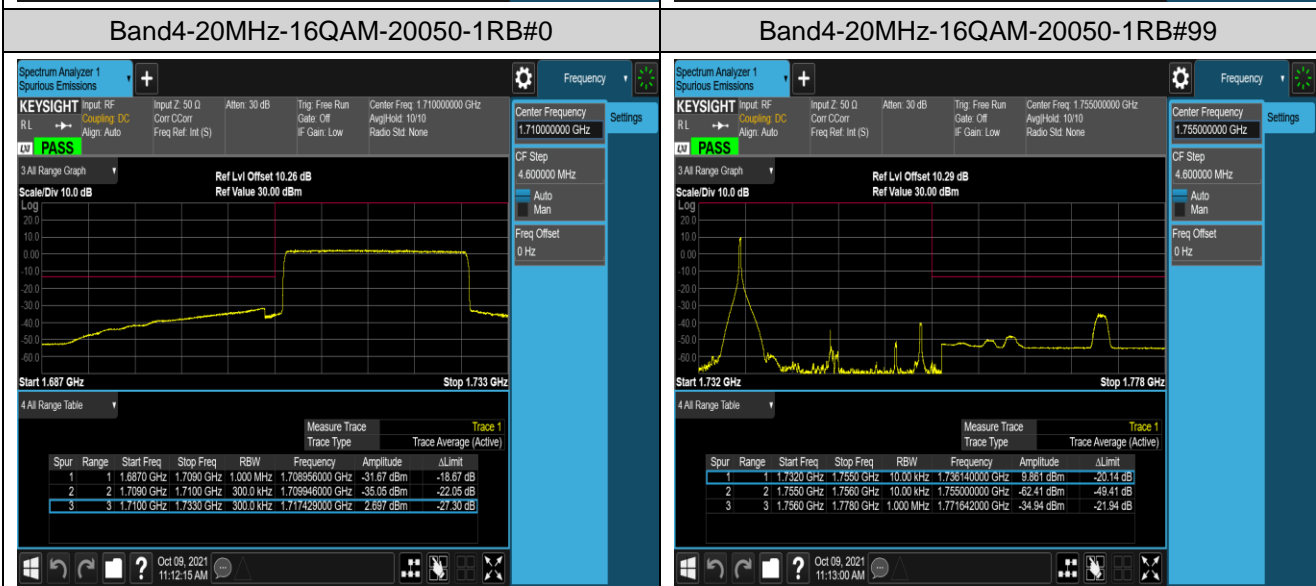 Band4-20MHz-16QAM-20050-1RB#0
Band4-20MHz-16QAM-20050-1RB#99
Spectrum Analyzer 1
Spurious Emissions
+
Frequency
KEYSIGHT
RL
Input: RF
Coupling: DC
Align: Auto
Input Z: 50 Ω
Corr CCorr
Freq Ref: Int (S)
Atten: 30 dB
Trig: Free Run
Gate: Off
IF Gain: Low
Center Freq: 1.710000000 GHz
Avg|Hold: 10/10
Radio Std: None
LXI PASS
3 All Range Graph
Scale/Div 10.0 dB
Ref Lvl Offset 10.26 dB
Ref Value 30.00 dBm
Log
20.0
10.0
0.00
-10.0
-20.0
-30.0
-40.0
-50.0
-60.0
Start 1.687 GHz
Stop 1.733 GHz
4 All Range Table
Measure Trace Trace 1
Trace Type Trace Average (Active)
Spur Range Start Freq Stop Freq RBW Frequency Amplitude ΔLimit
1 1 1.6870 GHz 1.7090 GHz 1.000 MHz 1.708956000 GHz -31.67 dBm -18.67 dB
2 2 1.7090 GHz 1.7100 GHz 300.0 kHz 1.709946000 GHz -35.05 dBm -22.05 dB
3 3 1.7100 GHz 1.7330 GHz 300.0 kHz 1.717429000 GHz 2.697 dBm -27.30 dB
?
Oct 09, 2021
11:12:15 AM
Center Frequency
1.710000000 GHz
Settings
CF Step
4.600000 MHz
Auto
Man
Freq Offset
0 Hz
Spectrum Analyzer 1
Spurious Emissions
+
Frequency
KEYSIGHT
RL
Input: RF
Coupling: DC
Align: Auto
Input Z: 50 Ω
Corr CCorr
Freq Ref: Int (S)
Atten: 30 dB
Trig: Free Run
Gate: Off
IF Gain: Low
Center Freq: 1.755000000 GHz
Avg|Hold: 10/10
Radio Std: None
LXI PASS
3 All Range Graph
Scale/Div 10.0 dB
Ref Lvl Offset 10.29 dB
Ref Value 30.00 dBm
Log
20.0
10.0
0.00
-10.0
-20.0
-30.0
-40.0
-50.0
-60.0
Start 1.732 GHz
Stop 1.778 GHz
4 All Range Table
Measure Trace Trace 1
Trace Type Trace Average (Active)
Spur Range Start Freq Stop Freq RBW Frequency Amplitude ΔLimit
1 1 1.7320 GHz 1.7550 GHz 10.00 kHz 1.736140000 GHz 9.861 dBm -20.14 dB
2 2 1.7550 GHz 1.7560 GHz 10.00 kHz 1.755000000 GHz -62.41 dBm -49.41 dB
3 3 1.7560 GHz 1.7780 GHz 1.000 MHz 1.771642000 GHz -34.94 dBm -21.94 dB
?
Oct 09, 2021
11:13:00 AM
Center Frequency
1.755000000 GHz
Settings
CF Step
4.600000 MHz
Auto
Man
Freq Offset
0 Hz